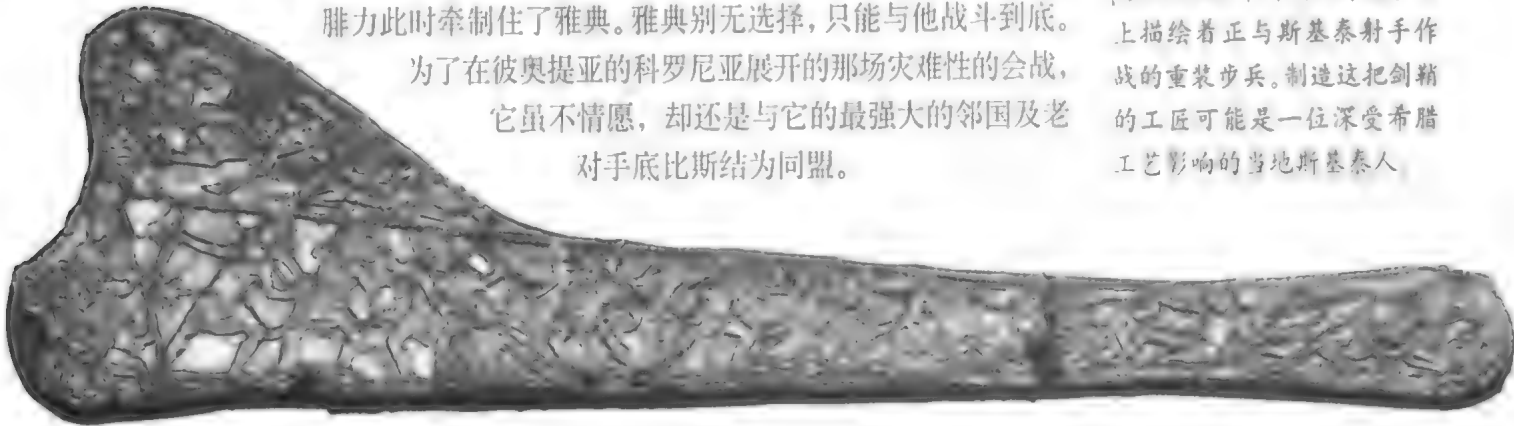 腓力此时牵制住了雅典。雅典别无选择，只能与他战斗到底。
为了在彼奥提亚的科罗尼亚展开的那场灾难性的会战，
它虽不情愿，却还是与它的最强大的邻国及老
对手底比斯结为同盟。
上描绘着正与斯基泰射手作
战的重装步兵。制造这把剑鞘
的工匠可能是一位深受希腊
工艺影响的当地斯基泰人